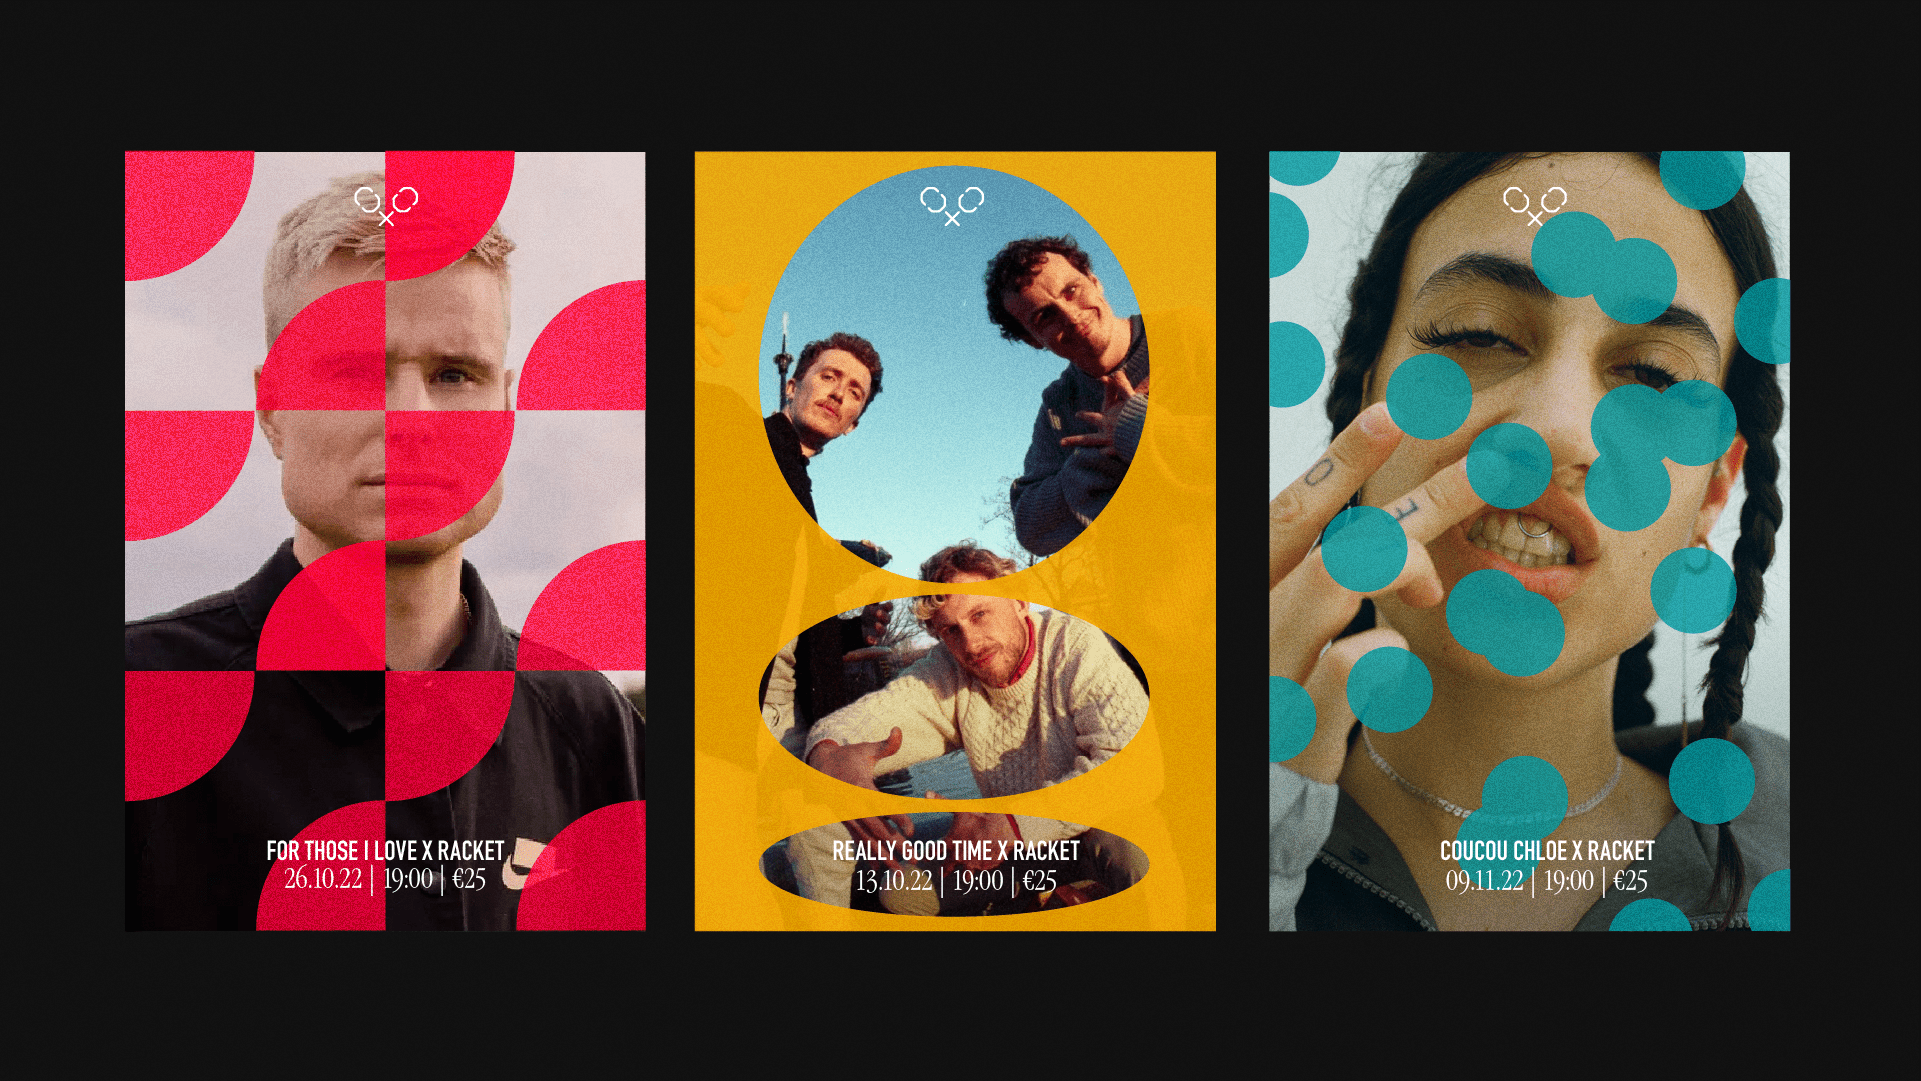 FOR THOSE I LOVE X RACKET
26.10.22 | 19:00 | €25
REALLY GOOD TIME X RACKET
13.10.22 | 19:00 | €25
COUCOU CHLOE X RACKET
09.11.22 | 19:00 | €25
O
E